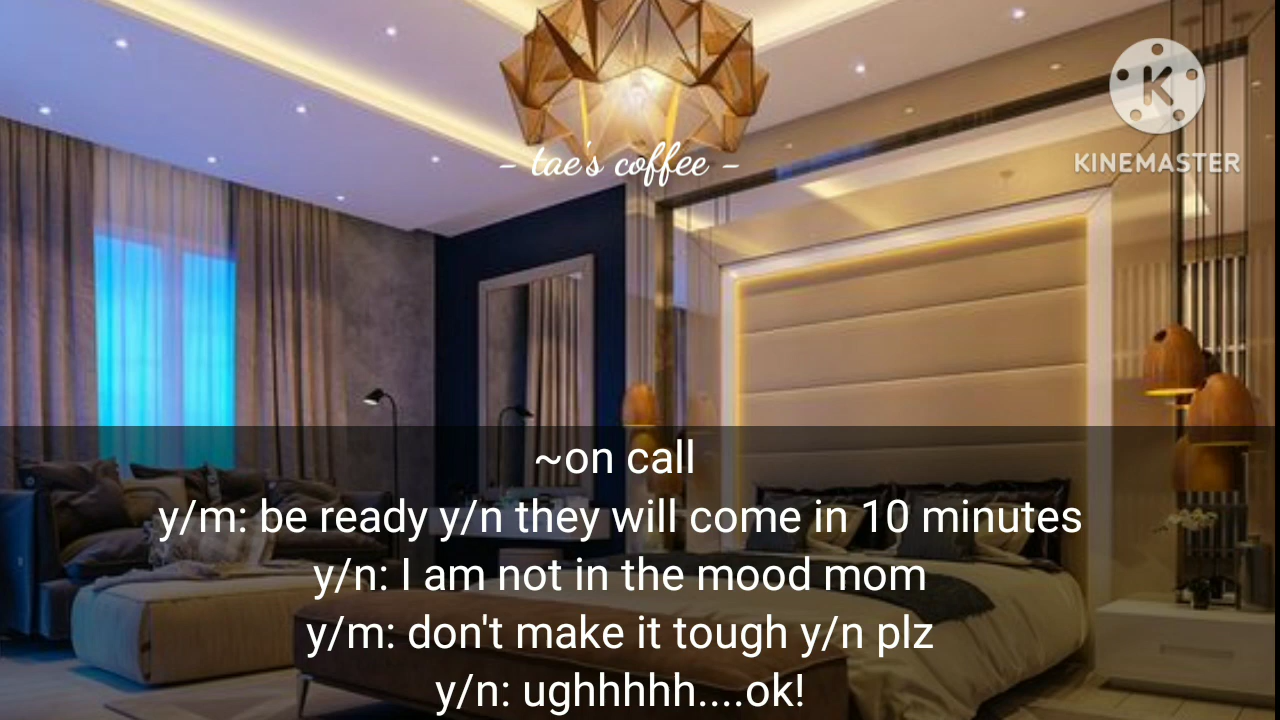 - tae's coffee -
K
KINEMASTER
~on call
y/m: be ready y/n they will come in 10 minutes
y/n: I am not in the mood mom
y/m: don't make it tough y/n plz
y/n: ughhhhh....ok!